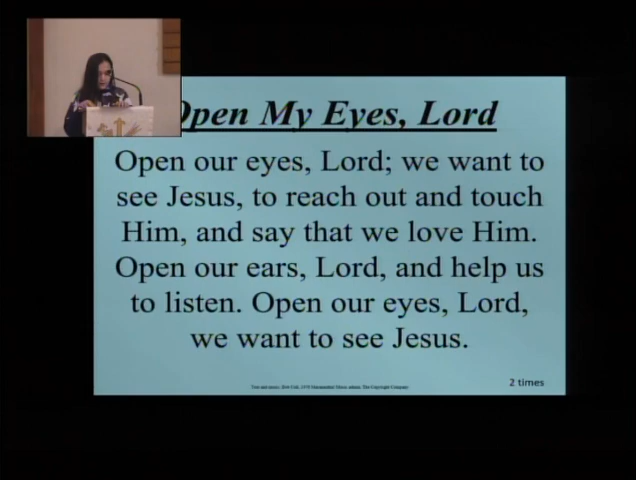 Open My Eyes, Lord
Open our eyes, Lord; we want to
see Jesus, to reach out and touch
Him, and say that we love Him.
Open our ears, Lord, and help us
to listen. Open our eyes, Lord,
we want to see Jesus.
2 times